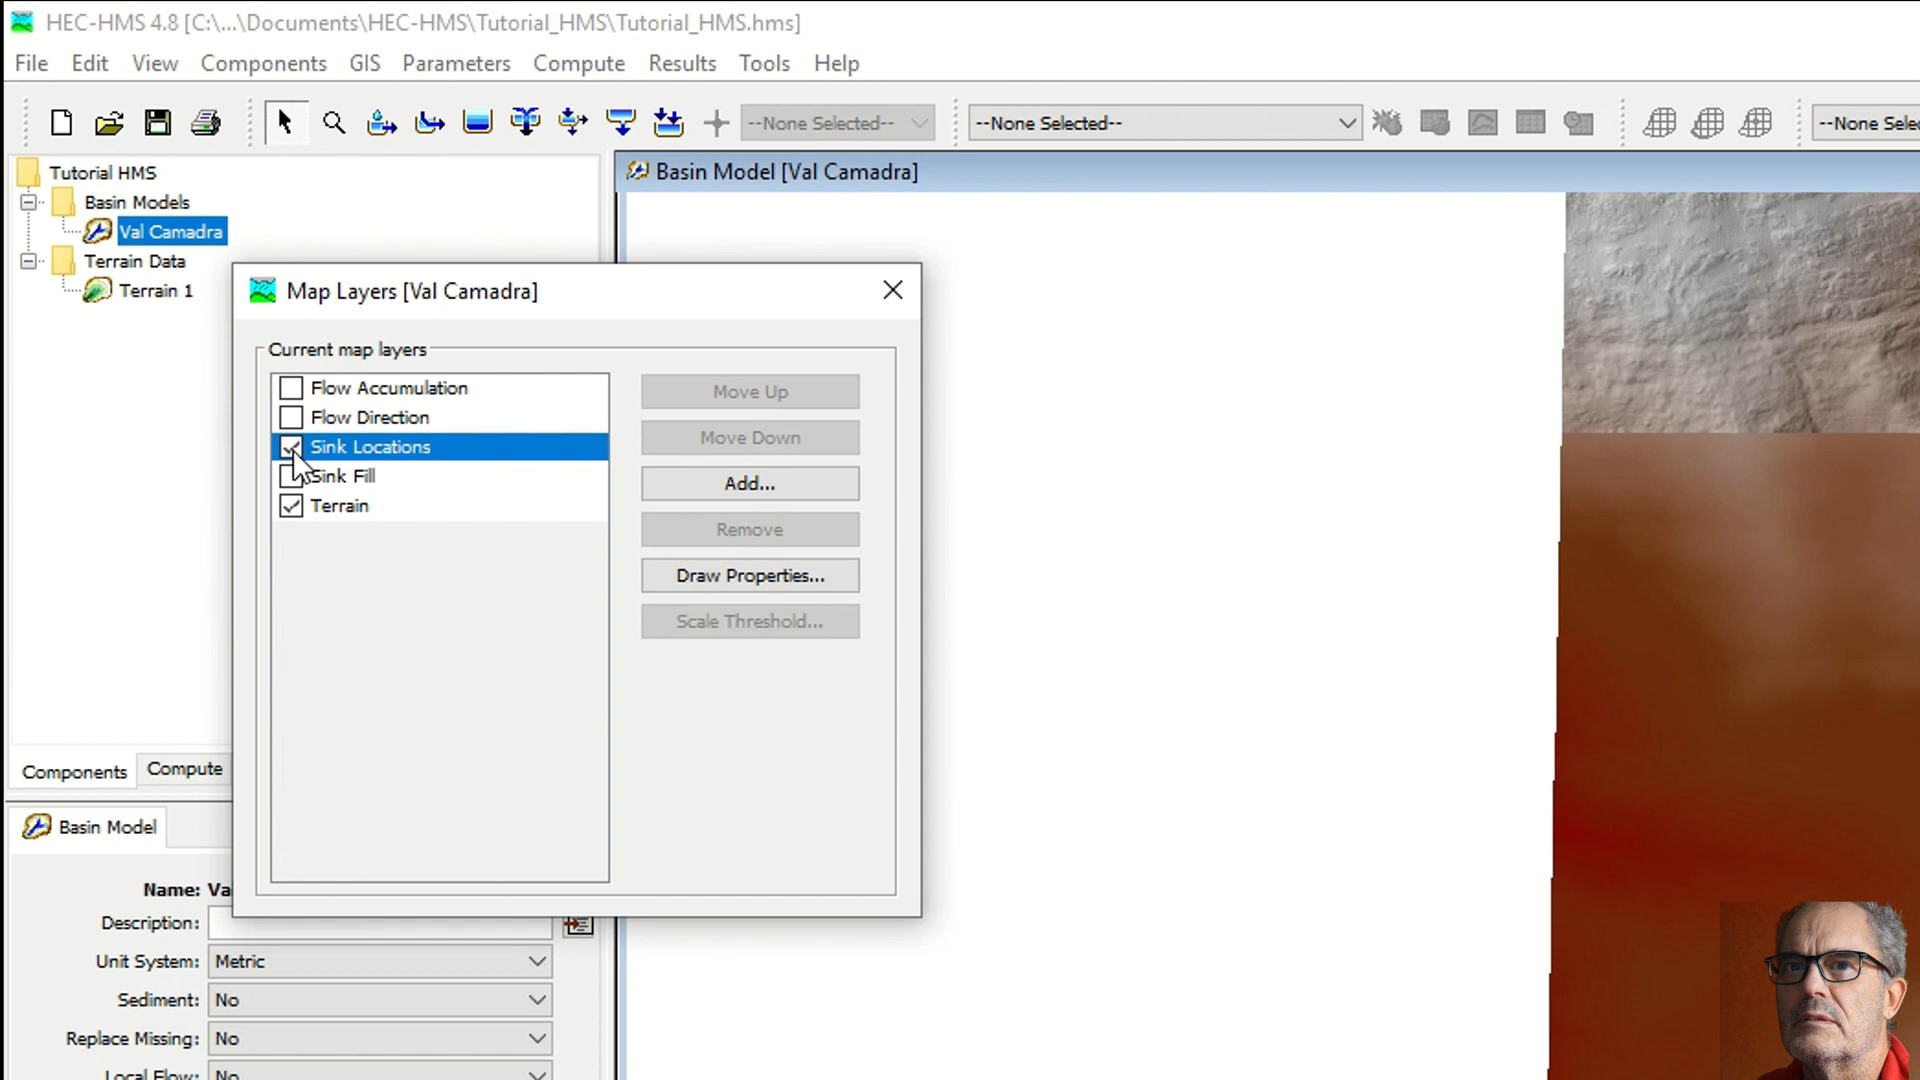 HEC-HMS 4.8 [C:\...\Documents\HEC-HMS\Tutorial_HMS\Tutorial_HMS.hms]
File Edit View Components GIS Parameters Compute Results Tools Help
--None Selected-- --None Selected-- --None Selec
Tutorial HMS
Basin Models
Val Camadra
Terrain Data
Terrain 1
Basin Model [Val Camadra]
Map Layers [Val Camadra]
Current map layers
Flow Accumulation
Flow Direction
Sink Locations
Sink Fill
Terrain
Move Up
Move Down
Add...
Remove
Draw Properties...
Scale Threshold...
Components Compute
Basin Model
Name: Va
Description:
Unit System: Metric
Sediment: No
Replace Missing: No
Local Flow: No